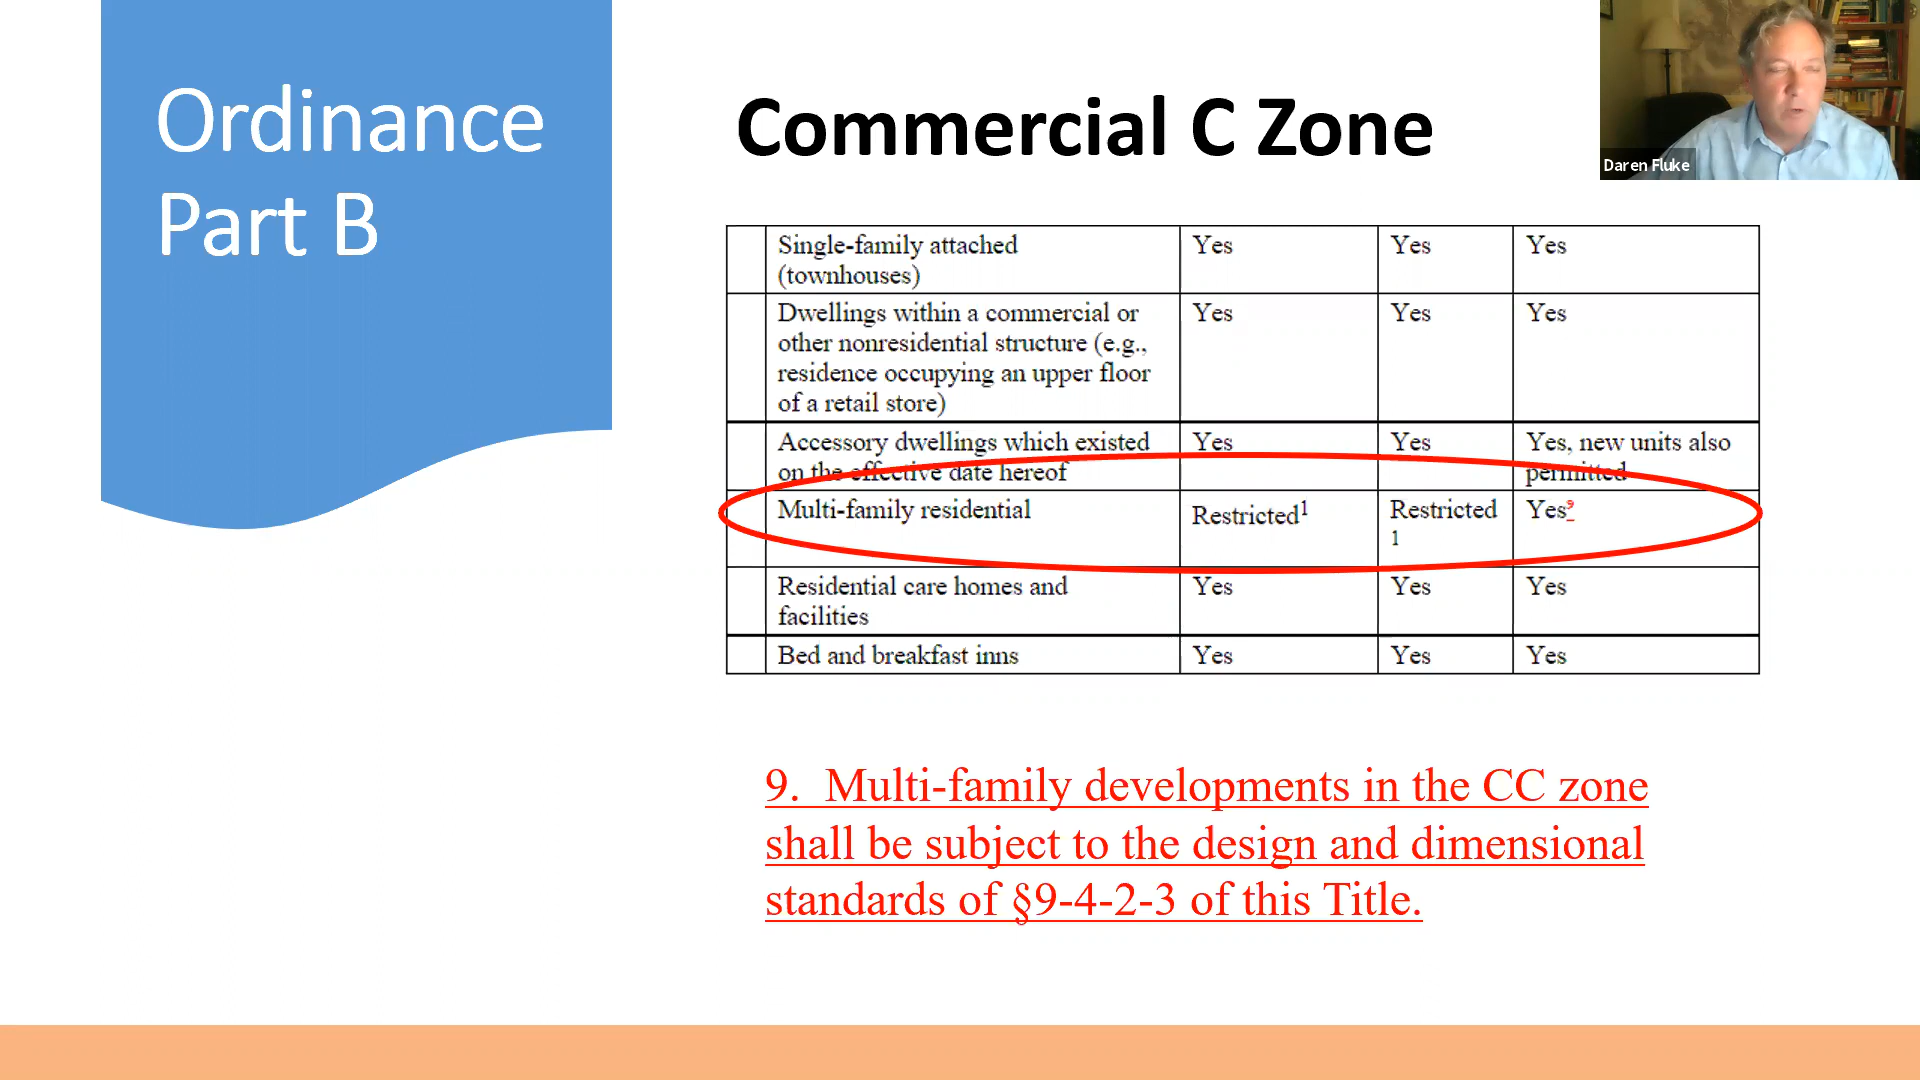 Ordinance
Part B
Commercial C Zone
Daren Fluke
Single-family attached
(townhouses)
Yes
Yes
Yes
Dwellings within a commercial or
other nonresidential structure (e.g.,
residence occupying an upper floor
of a retail store)
Yes
Yes
Yes
Accessory dwellings which existed
on the effective date hereof
Yes
Yes
Yes, new units also
permitted
Multi-family residential
Restricted¹
Restricted
1
Yes⁹
Residential care homes and
facilities
Yes
Yes
Yes
Bed and breakfast inns
Yes
Yes
Yes
9. Multi-family developments in the CC zone
shall be subject to the design and dimensional
standards of §9-4-2-3 of this Title.